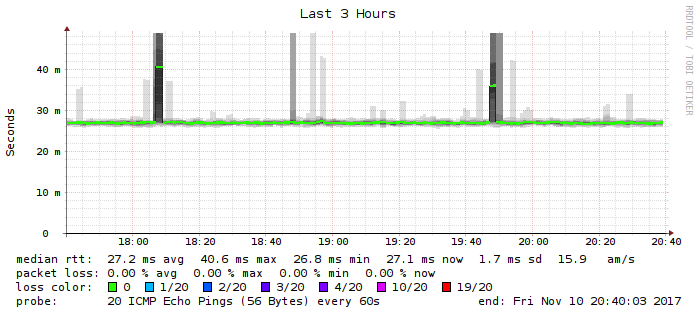 Last 3 Hours
RRDTOOL / TOBI OETIKER
Seconds
40 m
30 m
20 m
10 m
0
18:00 18:20 18:40 19:00 19:20 19:40 20:00 20:20 20:40
median rtt: 27.2 ms avg 40.6 ms max 26.8 ms min 27.1 ms now 1.7 ms sd 15.9 am/s
packet loss: 0.00 % avg 0.00 % max 0.00 % min 0.00 % now
loss color: 0 1/20 2/20 3/20 4/20 10/20 19/20
probe: 20 ICMP Echo Pings (56 Bytes) every 60s end: Fri Nov 10 20:40:03 2017